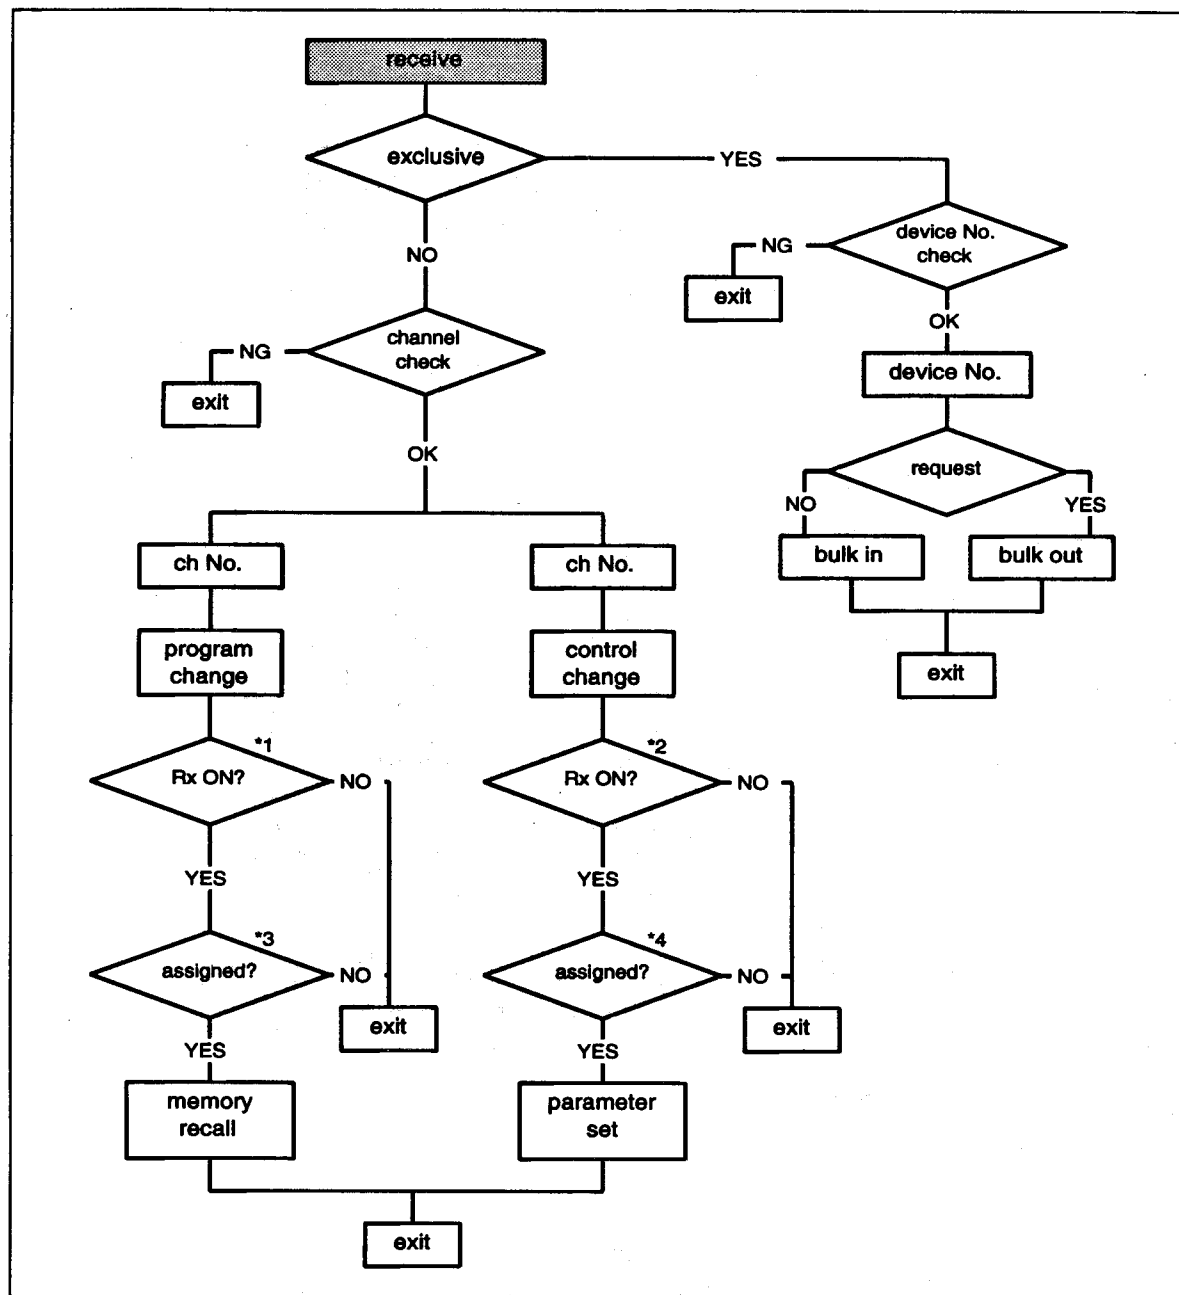 receive
exclusive
YES
NO
device No.
check
NG
exit
OK
device No.
request
NO
YES
bulk in
bulk out
exit
channel
check
NG
exit
OK
ch No.
program
change
*1
Rx ON?
NO
YES
*3
assigned?
NO
exit
YES
memory
recall
ch No.
control
change
*2
Rx ON?
NO
YES
*4
assigned?
NO
exit
YES
parameter
set
exit